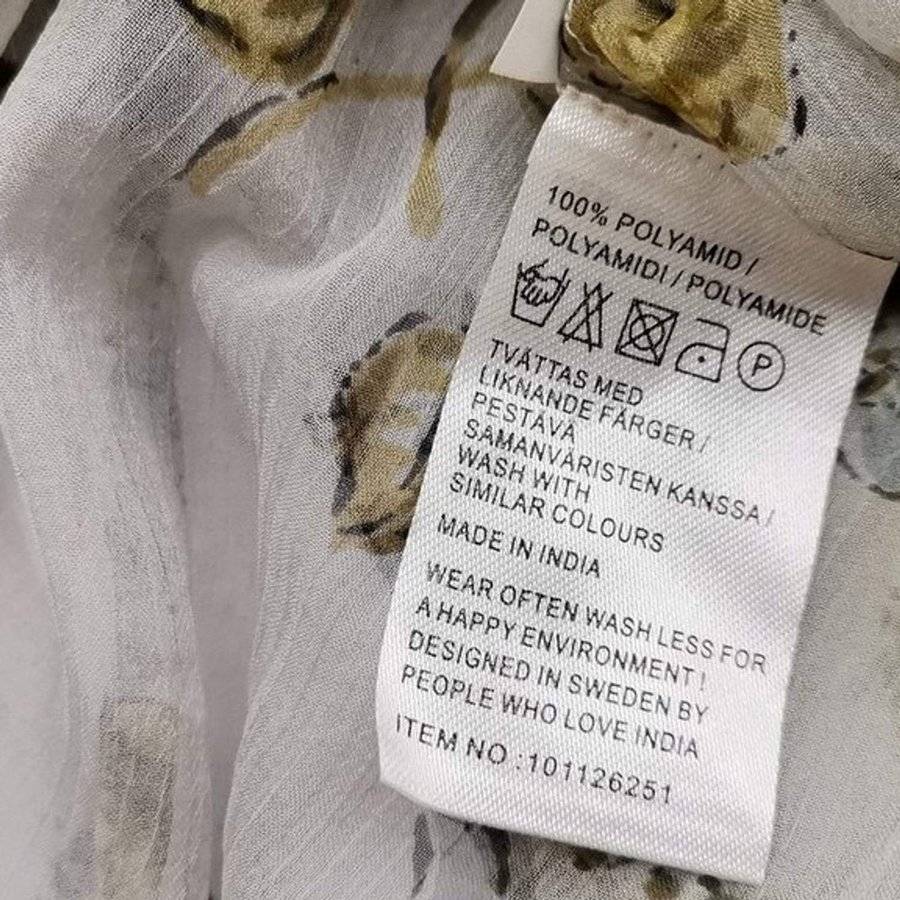 100% POLYAMID /
POLYAMIDI / POLYAMIDE
P
TVÄTTAS MED
LIKNANDE FÄRGER /
PESTÄVÄ
SAMANVÄRISTEN KANSSA /
WASH WITH
SIMILAR COLOURS
MADE IN INDIA
WEAR OFTEN WASH LESS FOR
A HAPPY ENVIRONMENT !
DESIGNED IN SWEDEN BY
PEOPLE WHO LOVE INDIA
ITEM NO :101126251